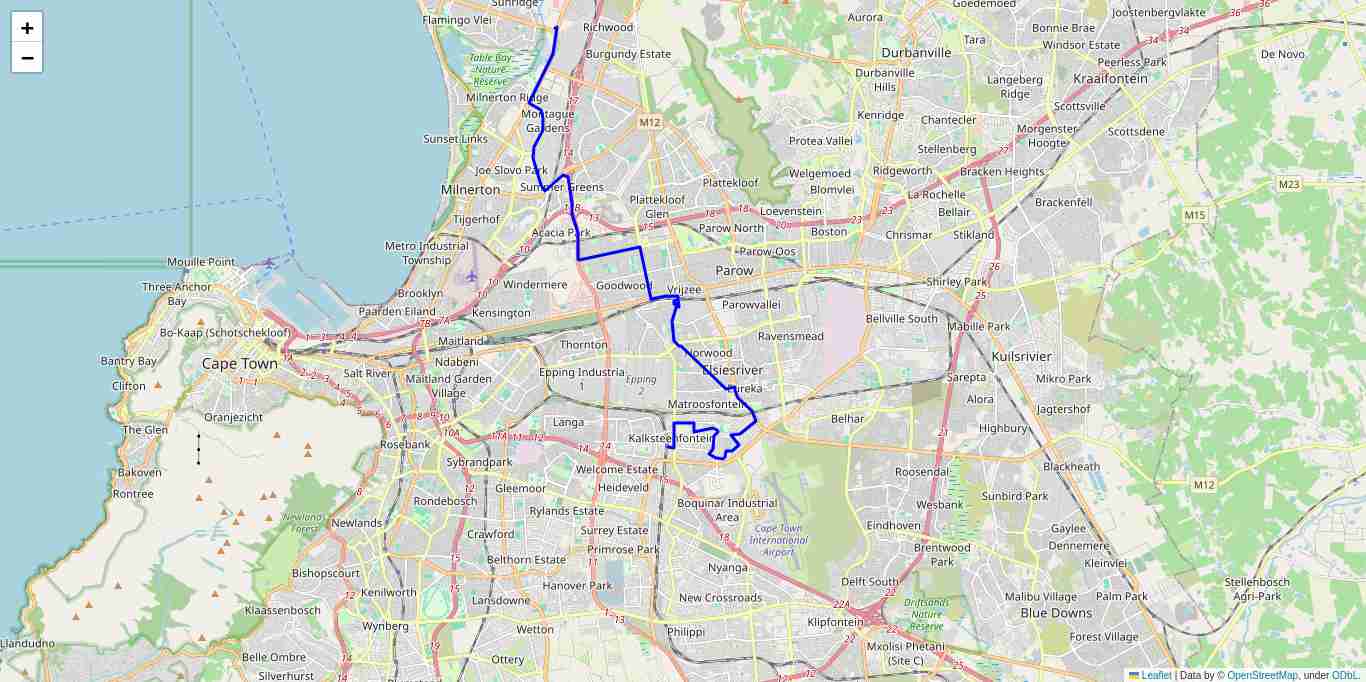 +
−
Sunridge
Flamingo Vlei
Richwood
Burgundy Estate
Table Bay
Nature
Reserve
Milnerton Ridge
Montague
Gardens
Sunset Links
Joe Slovo Park
Summer Greens
Milnerton
Tijgerhof
Acacia Park
Metro Industrial
Township
Mouille Point
Three Anchor
Bay
Bo-Kaap (Schotschekloof)
Bantry Bay
Clifton
Cape Town
Oranjezicht
The Glen
Bakoven
Rontree
Llandudno
Brooklyn
Paarden Eiland
Windermere
Kensington
Maitland
Ndabeni
Salt River
Maitland Garden
Village
Goodwood
Vrijzee
Thornton
Epping Industria
1
Epping
2
Norwood
Elsiesriver
Eureka
Matroosfontein
Kalksteenfontein
Langa
Rosebank
Sybrandpark
Welcome Estate
Heideveld
Gleemoor
Rondebosch
Rylands Estate
Newlands
Newlands
Forest
Crawford
Surrey Estate
Primrose Park
Belthorn Estate
Bishopscourt
Kenilworth
Hanover Park
Lansdowne
Klaassenbosch
Wynberg
Wetton
Belle Ombre
Silverhurst
Ottery
Philippi
New Crossroads
Nyanga
Boquinar Industrial
Area
Cape Town
International
Airport
Klipfontein
Delft South
Driftsands
Nature
Reserve
Mxolisi Phetani
(Site C)
Aurora
Goedemoed
Durbanville
Durbanville
Hills
Tara
Bonnie Brae
Windsor Estate
Joostenbergvlakte
Peerless Park
Kraaifontein
De Novo
Langeberg
Ridge
Scottsville
Kenridge
Chantecler
Morgenster
Hoogte
Scottsdene
Protea Vallei
Stellenberg
Welgemoed
Ridgeworth
Bracken Heights
Plattekloof
Blomvlei
La Rochelle
Brackenfell
Plattekloof
Glen
Loevenstein
Bellair
Parow North
Boston
Chrismar
Stikland
Parow-Oos
Parow
Shirley Park
Parowvallei
Bellville South
Mabille Park
Ravensmead
Kuilsrivier
Sarepta
Mikro Park
Alora
Jagtershof
Belhar
Highbury
Blackheath
Roosendal
Sunbird Park
Wesbank
Eindhoven
Gaylee
Brentwood
Park
Dennemere
Kleinvlei
Malibu Village
Palm Park
Blue Downs
Forest Village
Stellenbosch
Agri-Park
M12
M23
M15
M12
Leaflet | Data by © OpenStreetMap, under ODbL.